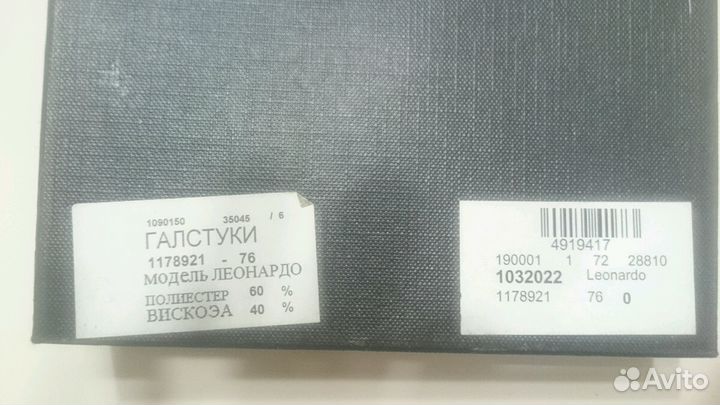 1090150 35045 / 6
ГАЛСТУКИ
1178921 - 76
МОДЕЛЬ ЛЕОНАРДО
ПОЛИЕСТЕР 60 %
ВИСКОЭА 40 %
4919417
190001 1 72 28810
1032022 Leonardo
1178921 76 0
Avito